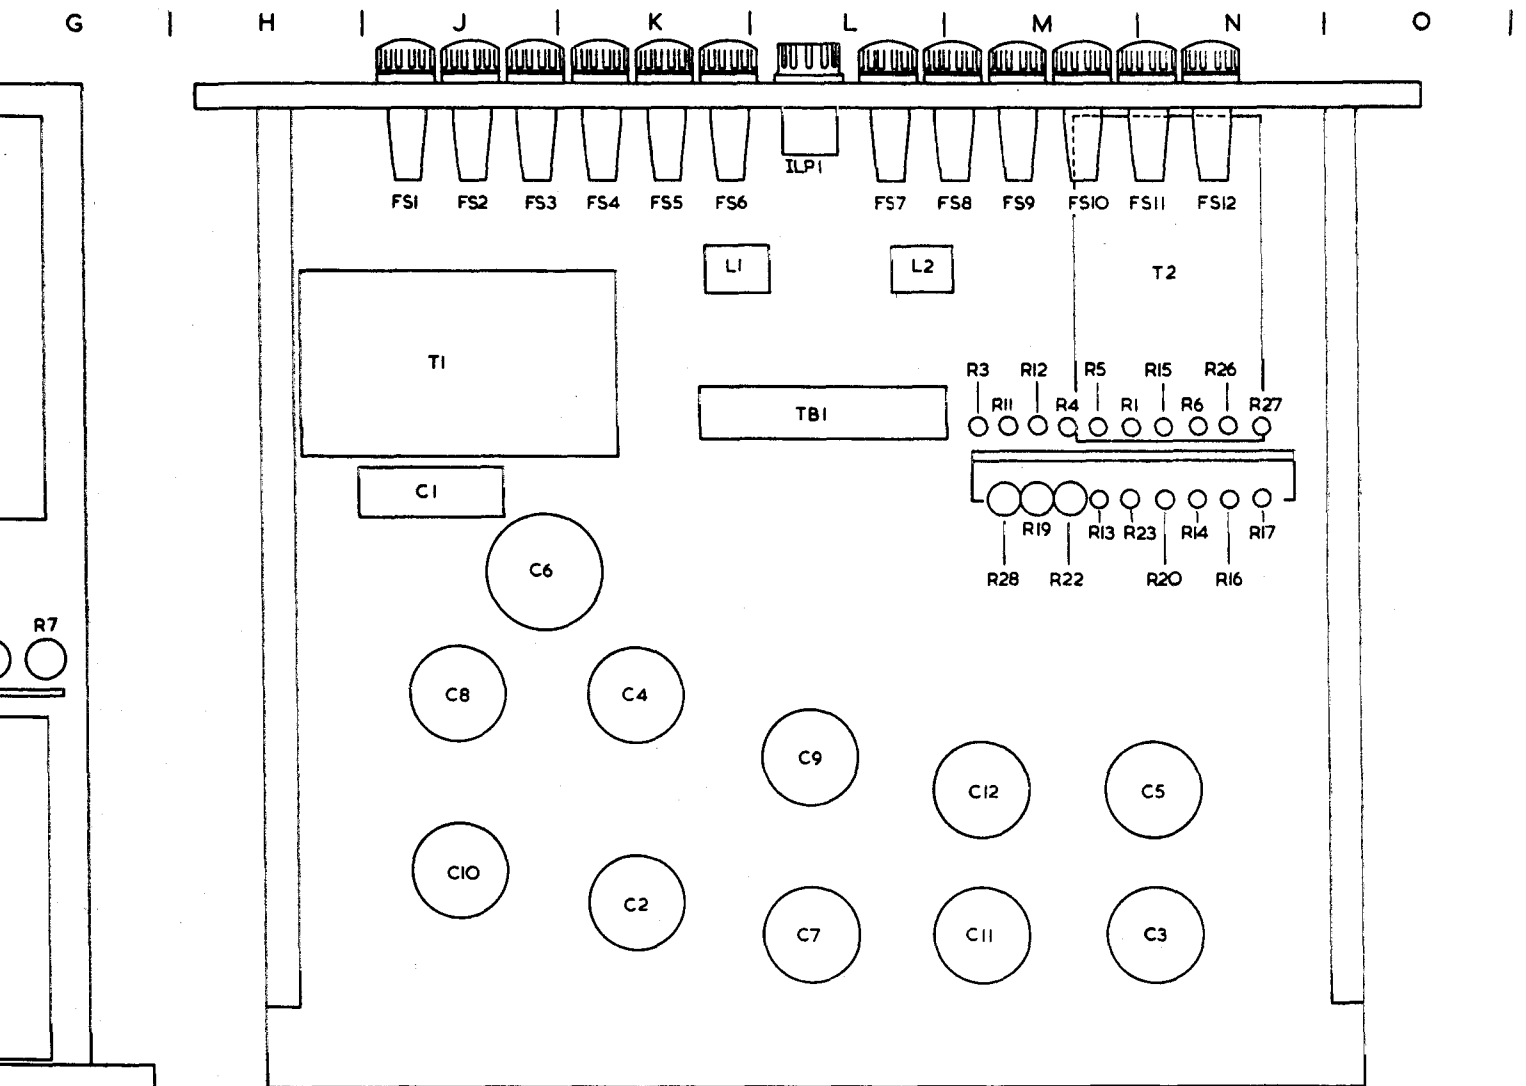 G | H | J | K | L | M | N | O |
ILP1
FS1 FS2 FS3 FS4 FS5 FS6 FS7 FS8 FS9 FS10 FS11 FS12
L1 L2 T2
T1
R3 R12 R5 R15 R26
R11 R4 R1 R6 R27
TB1
C1
R19 R13 R23 R14 R17
R28 R22 R20 R16
C6
R7
C8 C4
C9
C12 C5
C10
C2
C7 C11 C3